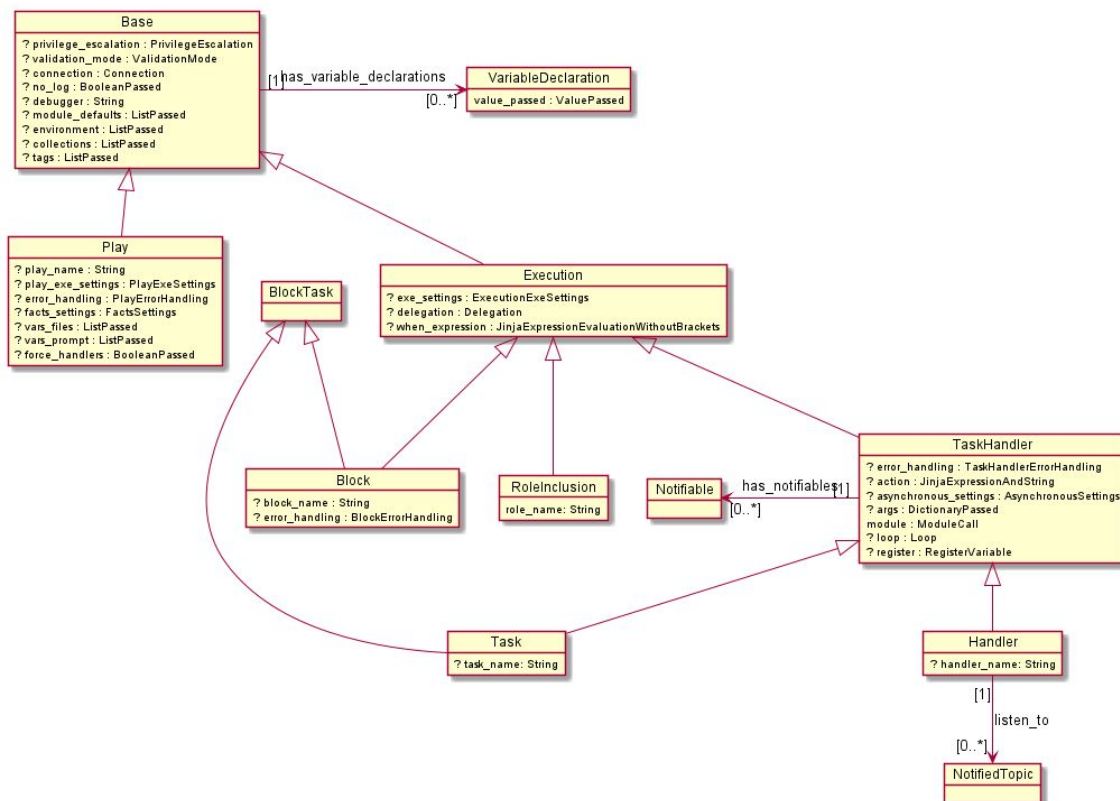 Base
? privilege_escalation : PrivilegeEscalation
? validation_mode : ValidationMode
? connection : Connection
? no_log : BooleanPassed
? debugger : String
? module_defaults : ListPassed
? environment : ListPassed
? collections : ListPassed
? tags : ListPassed
[1]
has_variable_declarations
[0..*]
VariableDeclaration
value_passed : ValuePassed
Play
? play_name : String
? play_exe_settings : PlayExeSettings
? error_handling : PlayErrorHandling
? facts_settings : FactsSettings
? vars_files : ListPassed
? vars_prompt : ListPassed
? force_handlers : BooleanPassed
BlockTask
Execution
? exe_settings : ExecutionExeSettings
? delegation : Delegation
? when_expression : JinjaExpressionEvaluationWithoutBrackets
Block
? block_name : String
? error_handling : BlockErrorHandling
RoleInclusion
role_name: String
Notifiable
has_notifiables
[1]
[0..*]
TaskHandler
? error_handling : TaskHandlerErrorHandling
? action : JinjaExpressionAndString
? asynchronous_settings : AsynchronousSettings
? args : DictionaryPassed
module : ModuleCall
? loop : Loop
? register : RegisterVariable
Task
? task_name: String
Handler
? handler_name: String
[1]
listen_to
[0..*]
NotifiedTopic